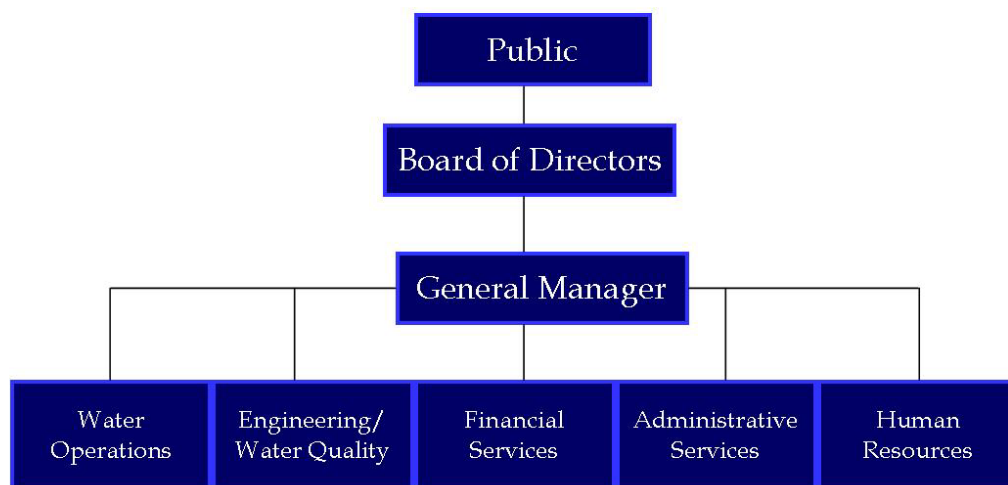 Public
Board of Directors
General Manager
Water
Operations
Engineering/
Water Quality
Financial
Services
Administrative
Services
Human
Resources